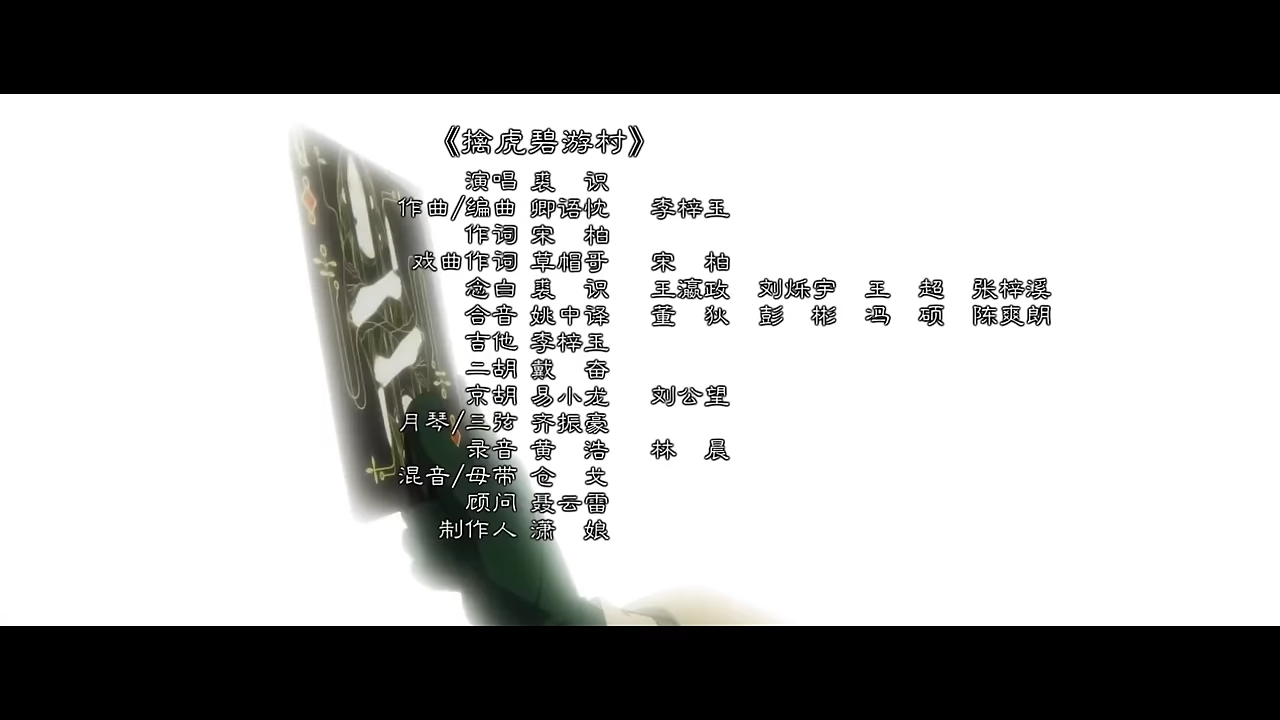 《擒虎碧游村》
演唱 裘 识
作曲/编曲 卿语忱 李梓玉
作词 宋 柏
戏曲作词 草帽哥 宋 柏
念白 裘 识 王瀛政 刘烁宇 王 超 张梓溪
合音 姚中译 董 狄 彭 彬 冯 硕 陈爽朗
吉他 李梓玉
二胡 戴 奋
京胡 易小龙 刘公望
月琴/三弦 齐振豪
录音 黄 浩 林 晨
混音/母带 仓 戈
顾问 聂云雷
制作人 潇 娘